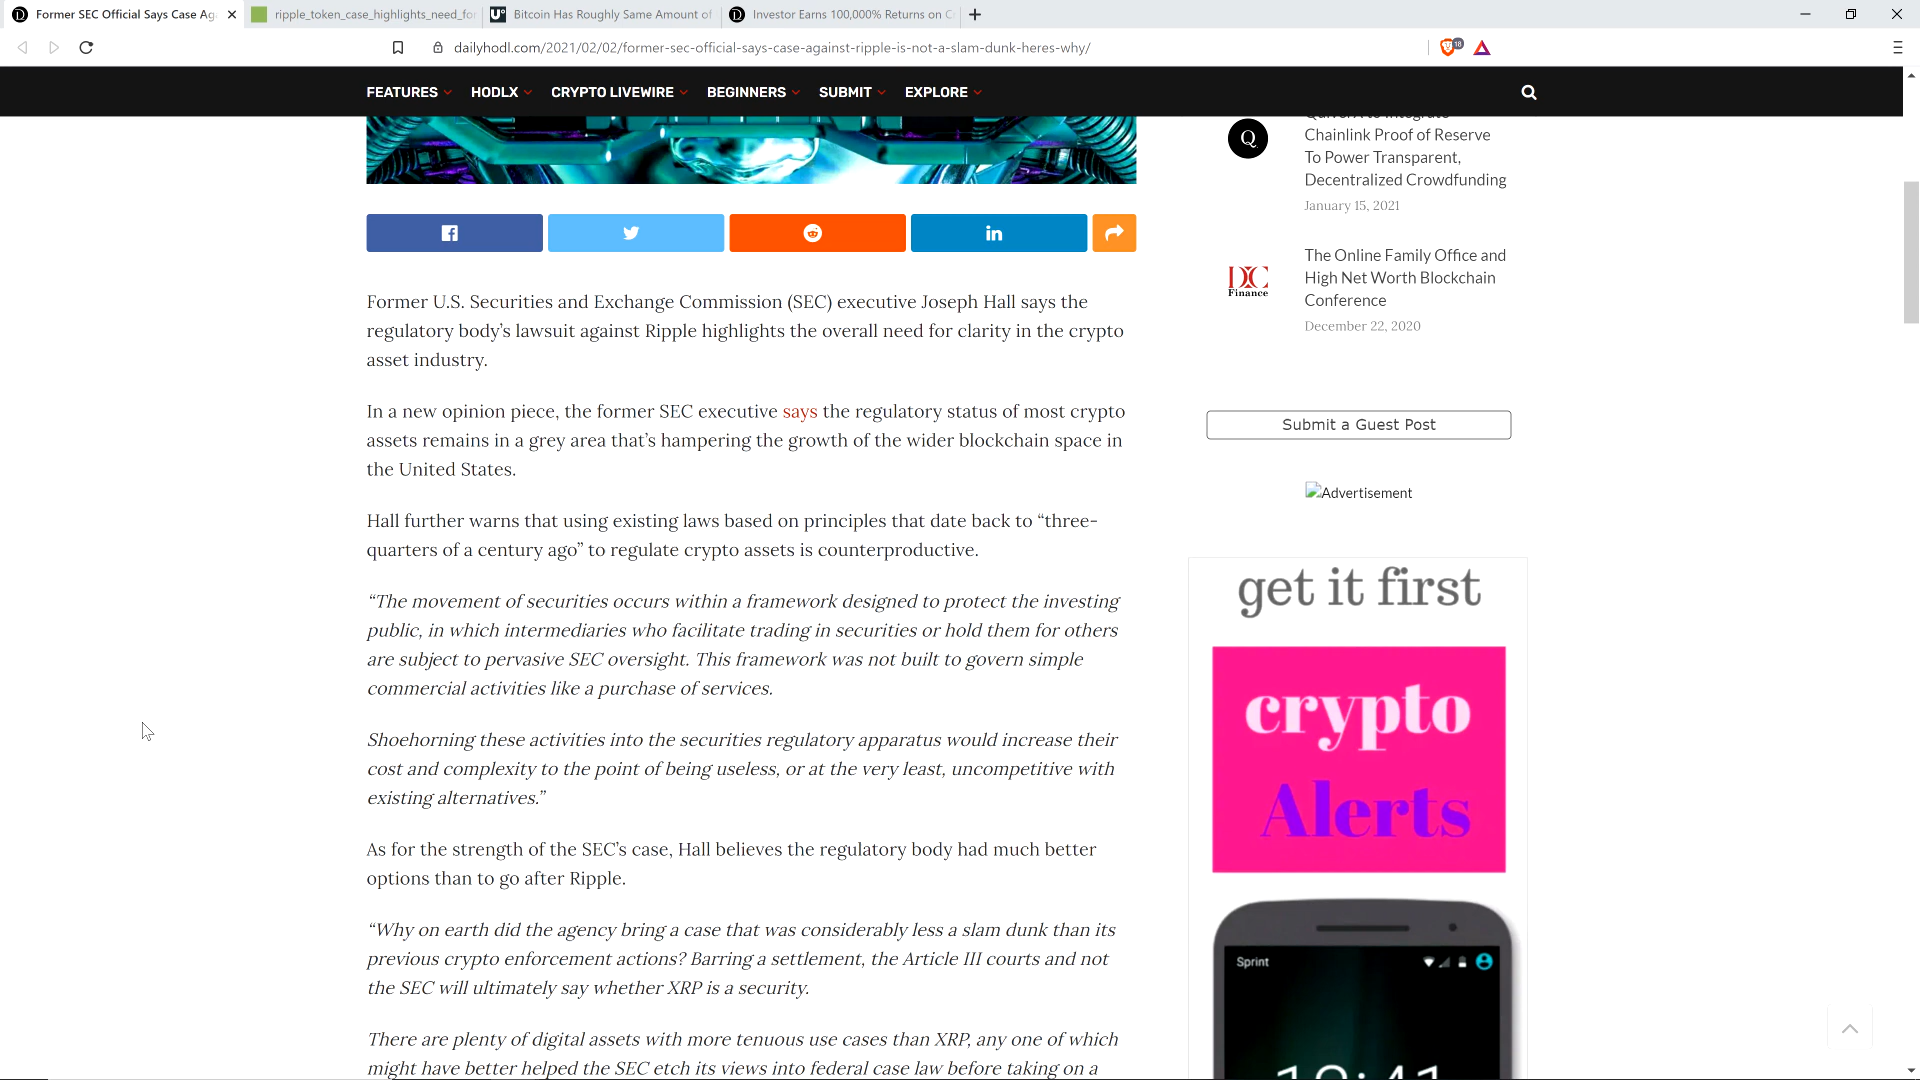 Former SEC Official Says Case Ag
ripple_token_case_highlights_need_for
Bitcoin Has Roughly Same Amount of
Investor Earns 100,000% Returns on C
dailyhodl.com/2021/02/02/former-sec-official-says-case-against-ripple-is-not-a-slam-dunk-heres-why/
18
FEATURES HODLX CRYPTO LIVEWIRE BEGINNERS SUBMIT EXPLORE
Former U.S. Securities and Exchange Commission (SEC) executive Joseph Hall says the
regulatory body’s lawsuit against Ripple highlights the overall need for clarity in the crypto
asset industry.
In a new opinion piece, the former SEC executive says the regulatory status of most crypto
assets remains in a grey area that’s hampering the growth of the wider blockchain space in
the United States.
Hall further warns that using existing laws based on principles that date back to “three-
quarters of a century ago” to regulate crypto assets is counterproductive.
“The movement of securities occurs within a framework designed to protect the investing
public, in which intermediaries who facilitate trading in securities or hold them for others
are subject to pervasive SEC oversight. This framework was not built to govern simple
commercial activities like a purchase of services.
Shoehorning these activities into the securities regulatory apparatus would increase their
cost and complexity to the point of being useless, or at the very least, uncompetitive with
existing alternatives.”
As for the strength of the SEC’s case, Hall believes the regulatory body had much better
options than to go after Ripple.
“Why on earth did the agency bring a case that was considerably less a slam dunk than its
previous crypto enforcement actions? Barring a settlement, the Article III courts and not
the SEC will ultimately say whether XRP is a security.
There are plenty of digital assets with more tenuous use cases than XRP, any one of which
might have better helped the SEC etch its views into federal case law before taking on a
Q
Chainlink Proof of Reserve
To Power Transparent,
Decentralized Crowdfunding
January 15, 2021
DC
Finance
The Online Family Office and
High Net Worth Blockchain
Conference
December 22, 2020
Submit a Guest Post
Advertisement
get it first
crypto
Alerts
Sprint